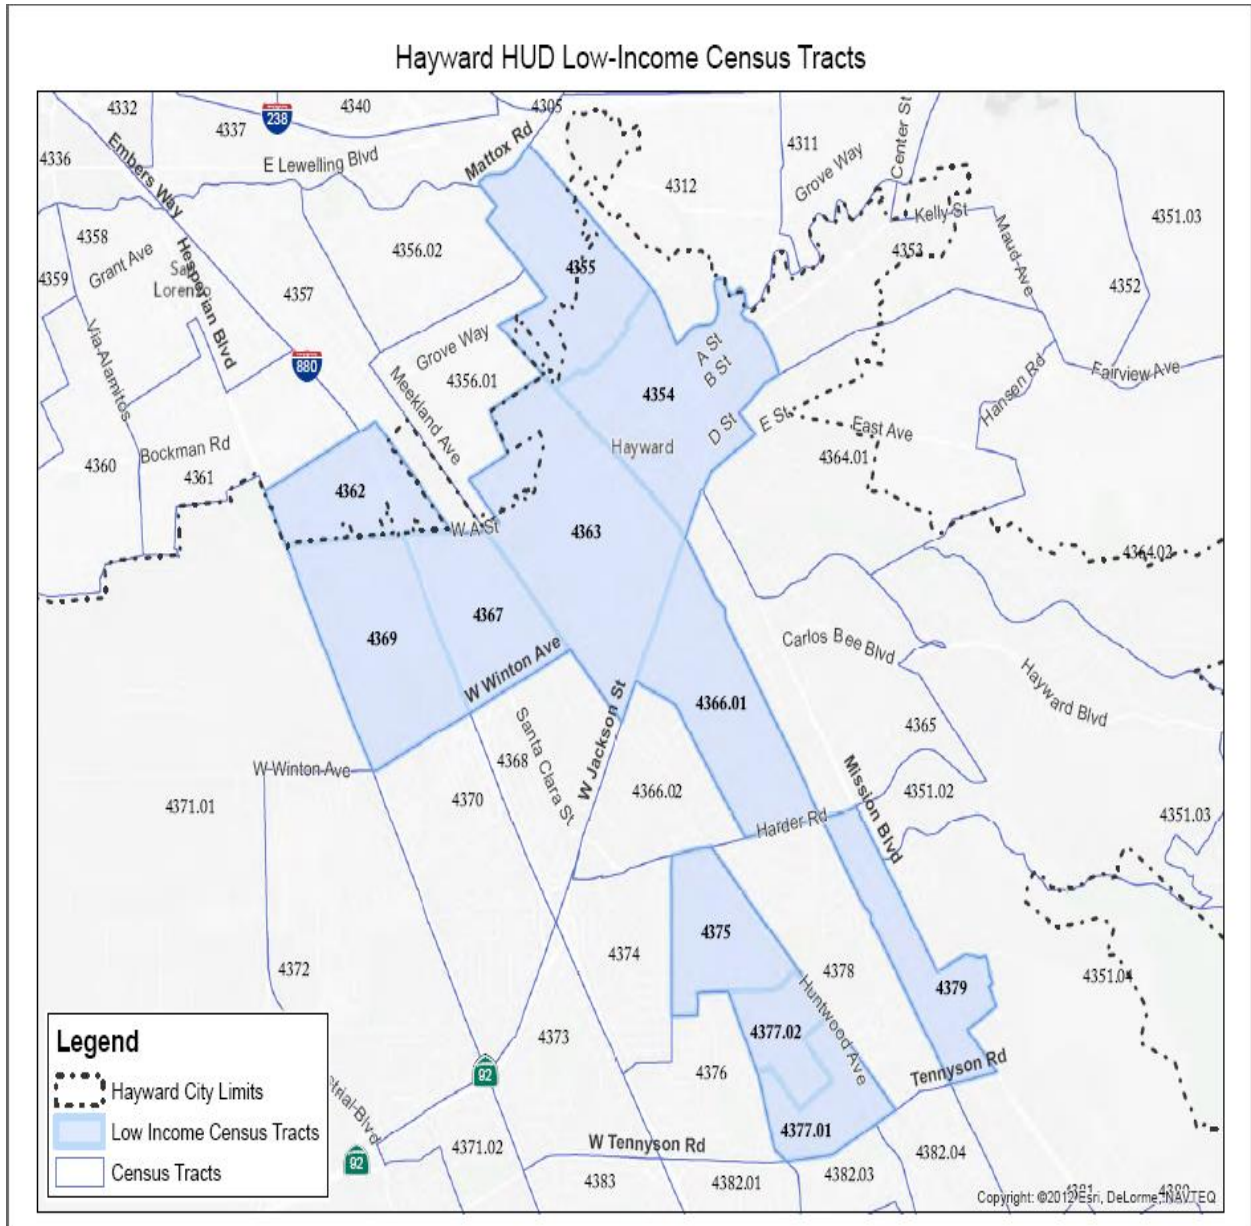 Hayward HUD Low-Income Census Tracts
4332
4340
4305
238
4337
4311
Center St
4336
Embers Way
E Lewelling Blvd
Mattox Rd
Grove Way
4312
Kelly St
4351.03
4358
Grant Ave
4356.02
4353
Maud Ave
4359
San
Lorenzo
Hesperian Blvd
4357
4355
4352
Via Alamitos
Grove Way
A St
880
4356.01
B St
4354
Hansen Rd
Fairview Ave
Meekland Ave
D St
E St
East Ave
Bockman Rd
Hayward
4360
4361
4364.01
4362
W A St
4363
4364.02
4369
4367
Carlos Bee Blvd
W Winton Ave
4366.01
Hayward Blvd
4365
Santa Clara St
W Jackson St
4368
W Winton Ave
4371.01
4370
4366.02
Mission Blvd
4351.02
4351.03
Harder Rd
4375
4374
4372
4378
4351.04
4379
Huntwood Ave
4377.02
4373
Tennyson Rd
92
4376
4377.01
92
4371.02
W Tennyson Rd
4382.04
4383
4382.01
4382.03
Legend
Hayward City Limits
Low Income Census Tracts
Census Tracts
Copyright: ©2012 Esri, DeLorme, NAVTEQ